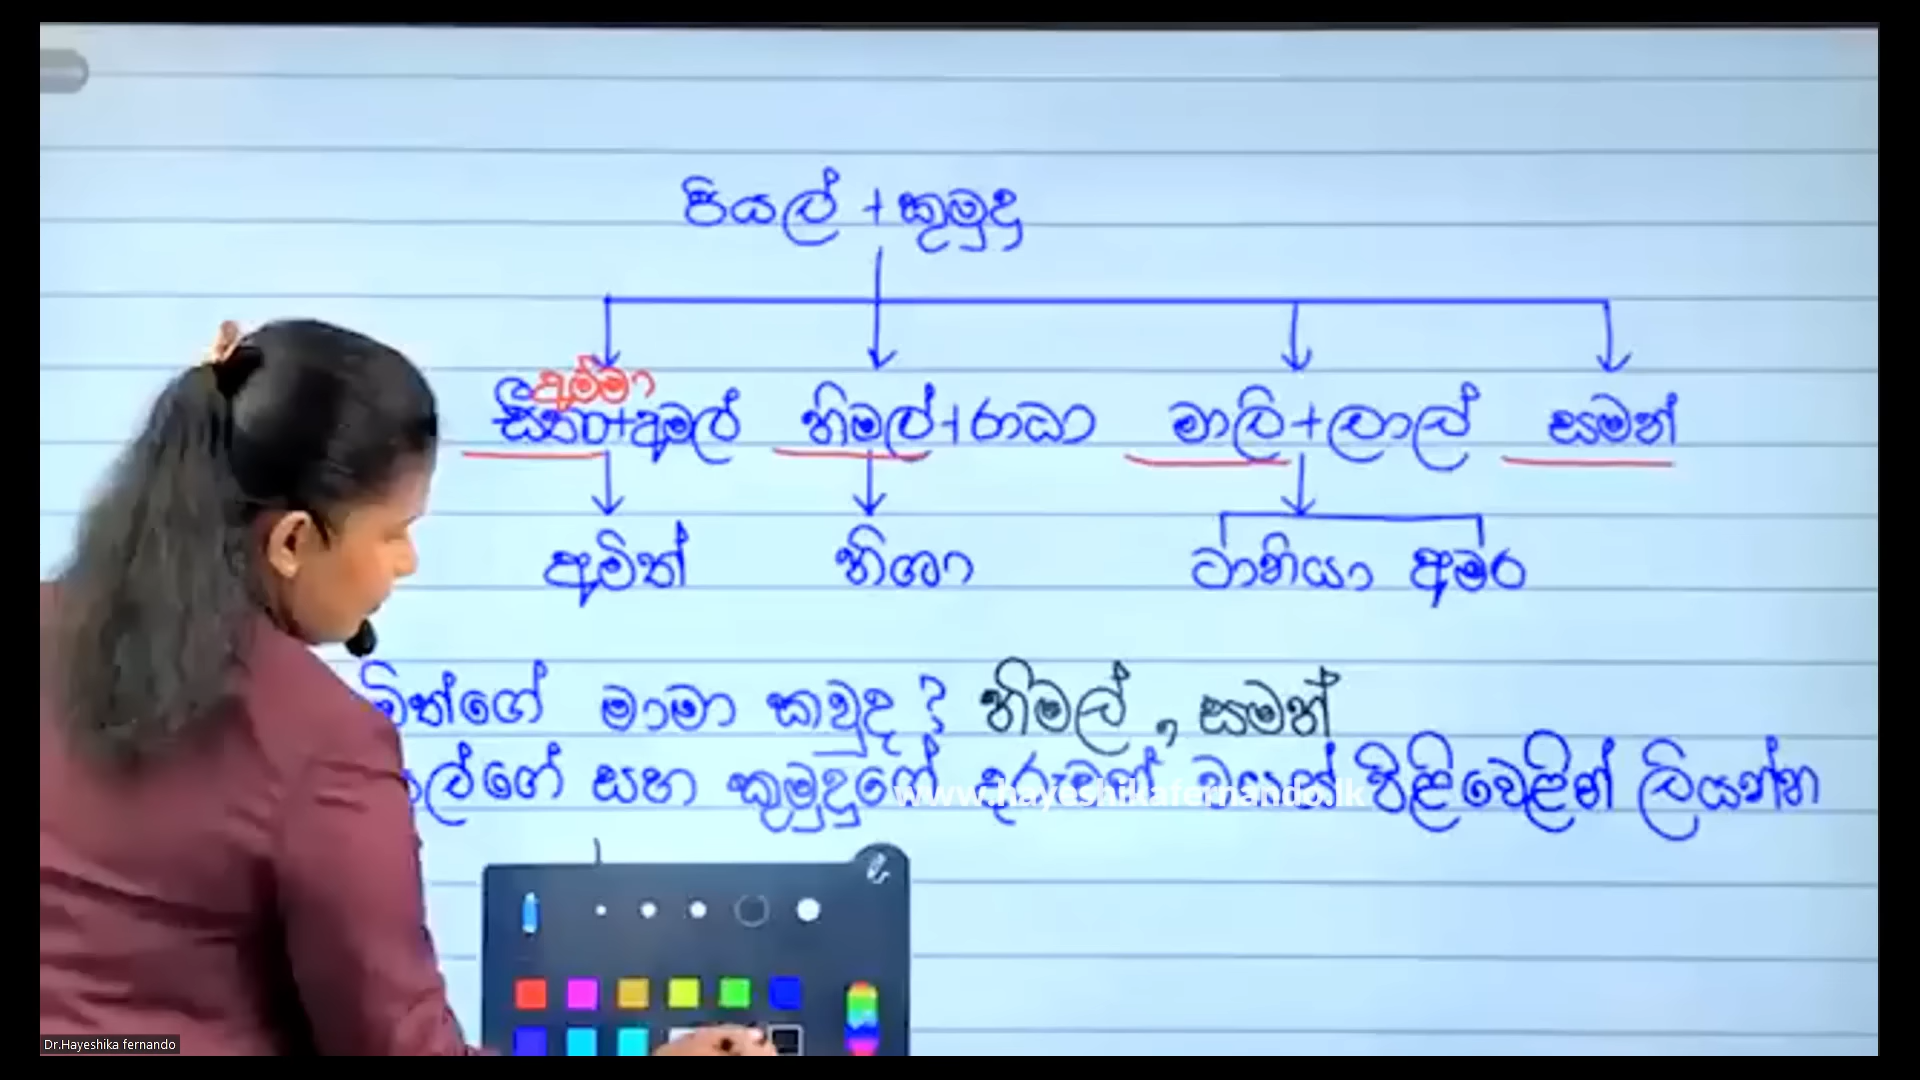 පියල් + කුමුදු
අම්මා
සීතා+අමල් නිමල්+රාධා මාලි+ලාල් සමන්
අමිත් නිශා ටානියා අමර
මිත්ගේ මාමා කවුද? නිමල්, සමන්
ල්ගේ සහ කුමුදුගේ දරුවන් වයස් පිළිවෙළින් ලියන්න
www.hayeshikafernando.lk
Dr.Hayeshika fernando